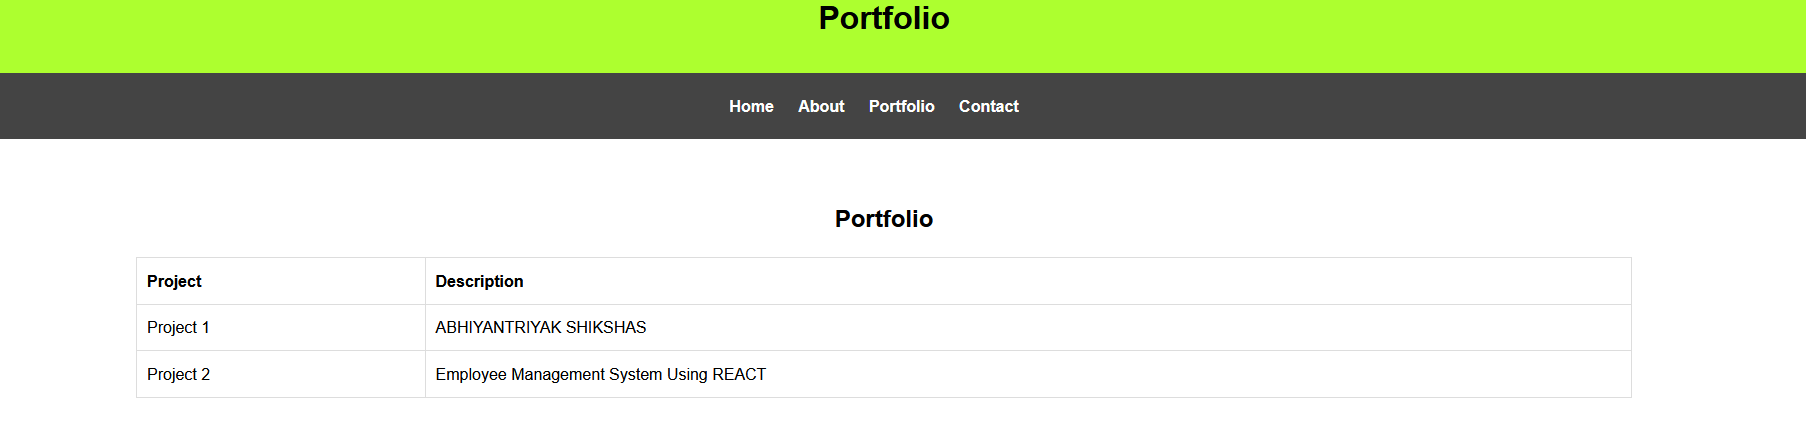 Portfolio
Home About Portfolio Contact
Portfolio
Project Description
Project 1 ABHIYANTRIYAK SHIKSHAS
Project 2 Employee Management System Using REACT